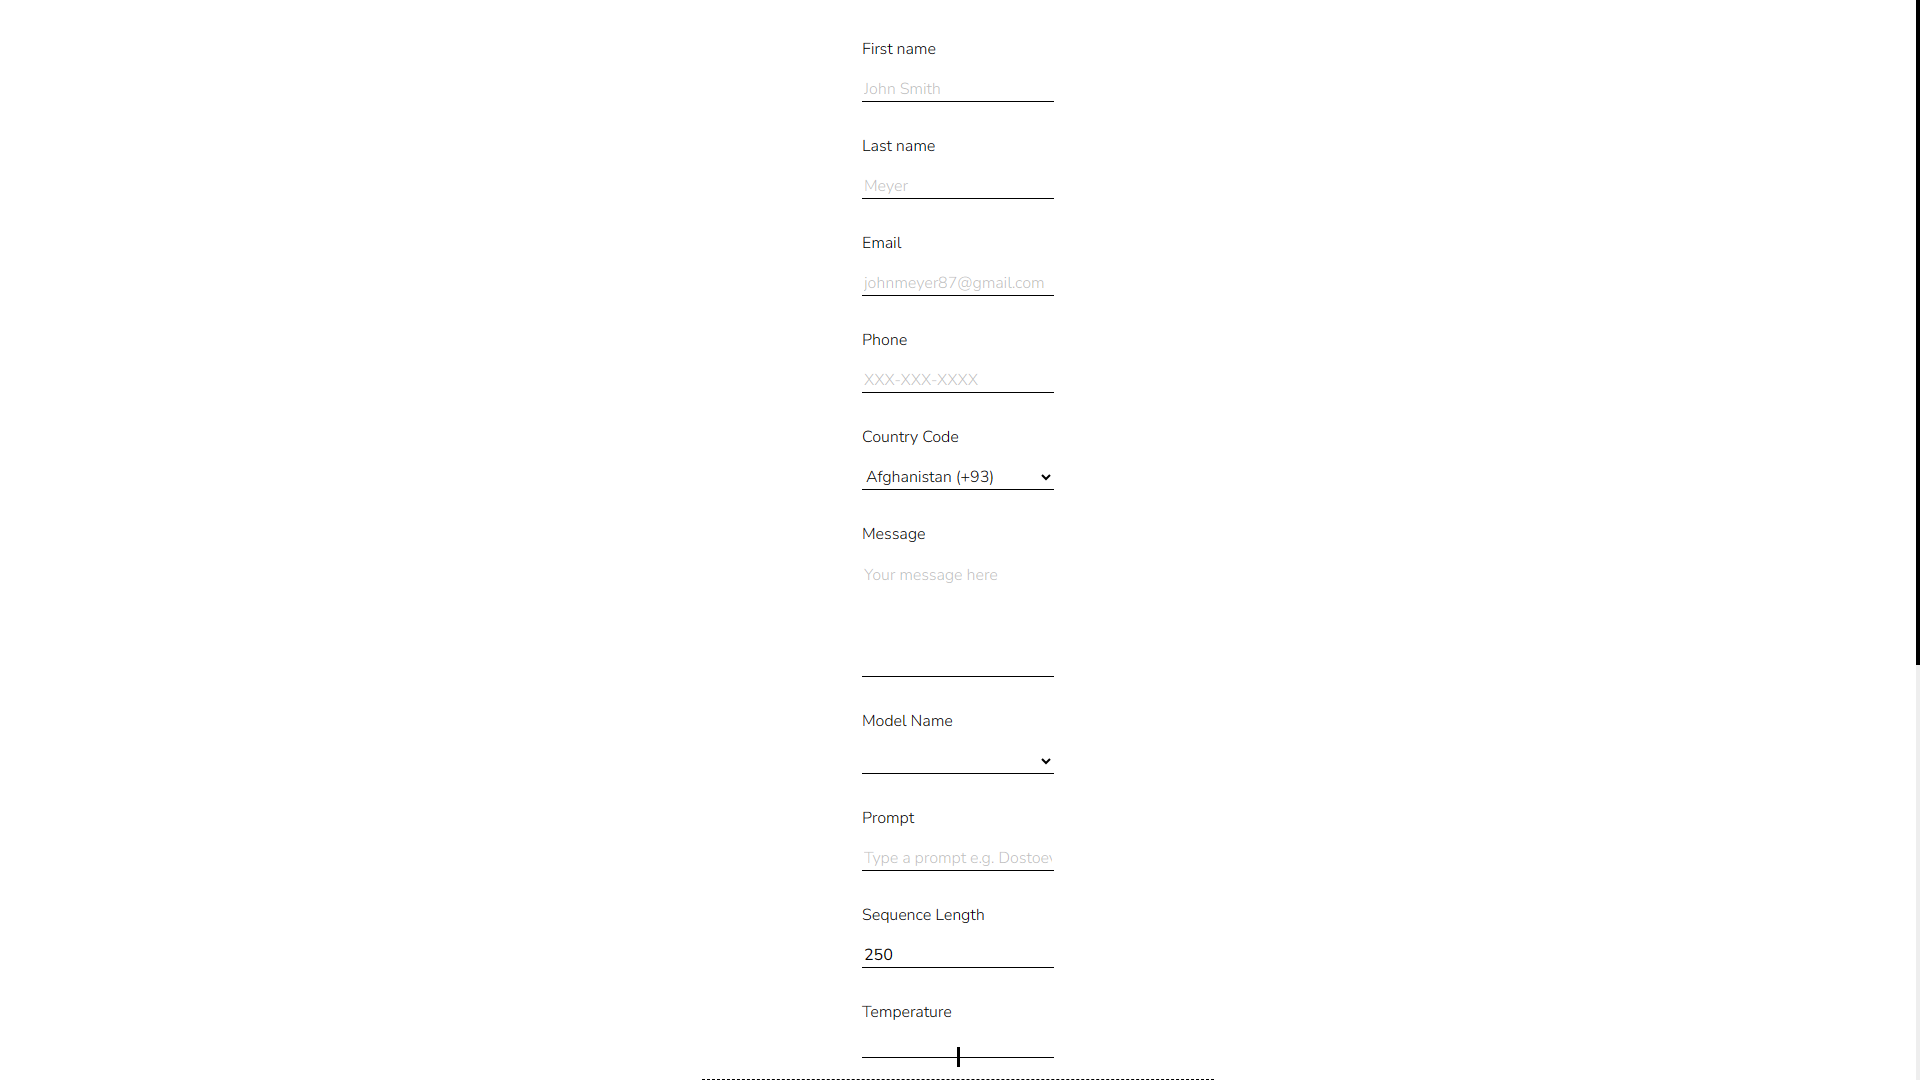 First name
John Smith
Last name
Meyer
Email
johnmeyer87@gmail.com
Phone
XXX-XXX-XXXX
Country Code
Afghanistan (+93)
Message
Your message here
Model Name
Prompt
Type a prompt e.g. Dostoev
Sequence Length
250
Temperature